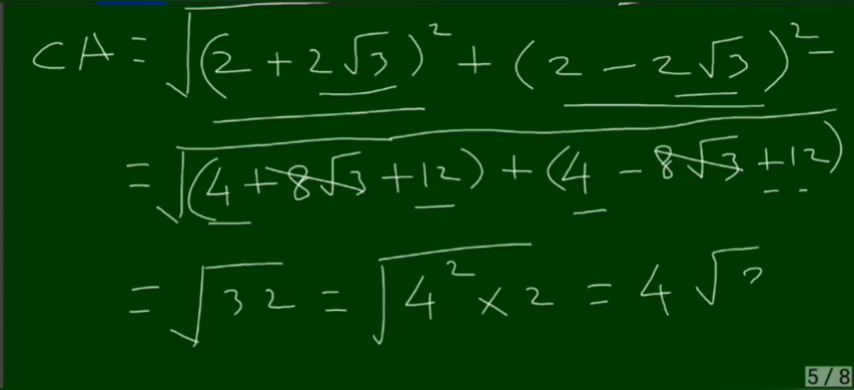 CA = √((2 + 2√3)² + (2 - 2√3)²)
= √((4 + 8√3 + 12) + (4 - 8√3 + 12))
= √32 = √(4² × 2) = 4√2
5 / 8